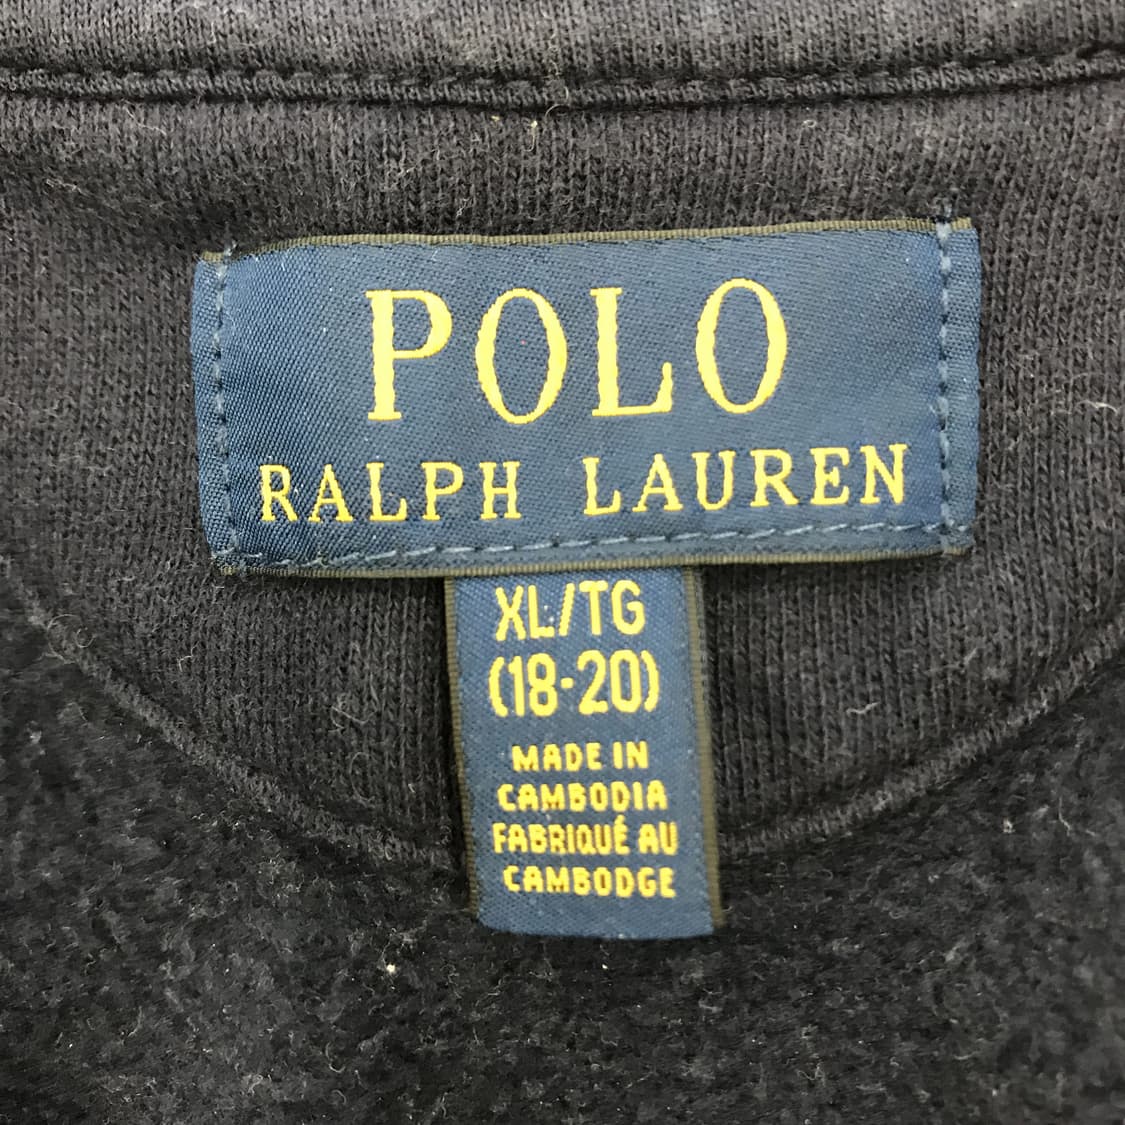 POLO
RALPH LAUREN
XL/TG
(18-20)
MADE IN
CAMBODIA
FABRIQUÉ AU
CAMBODGE